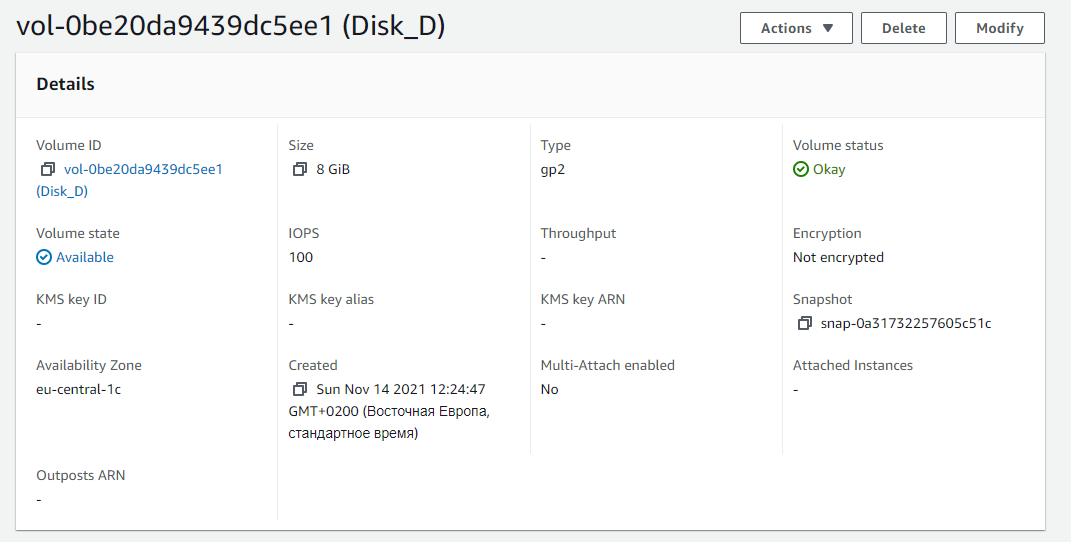 vol-0be20da9439dc5ee1 (Disk_D)
Actions
Delete
Modify
Details
Volume ID
vol-0be20da9439dc5ee1
(Disk_D)
Size
8 GiB
Type
gp2
Volume status
Okay
Volume state
Available
IOPS
100
Throughput
-
Encryption
Not encrypted
KMS key ID
-
KMS key alias
-
KMS key ARN
-
Snapshot
snap-0a31732257605c51c
Availability Zone
eu-central-1c
Created
Sun Nov 14 2021 12:24:47
GMT+0200 (Восточная Европа,
стандартное время)
Multi-Attach enabled
No
Attached Instances
-
Outposts ARN
-